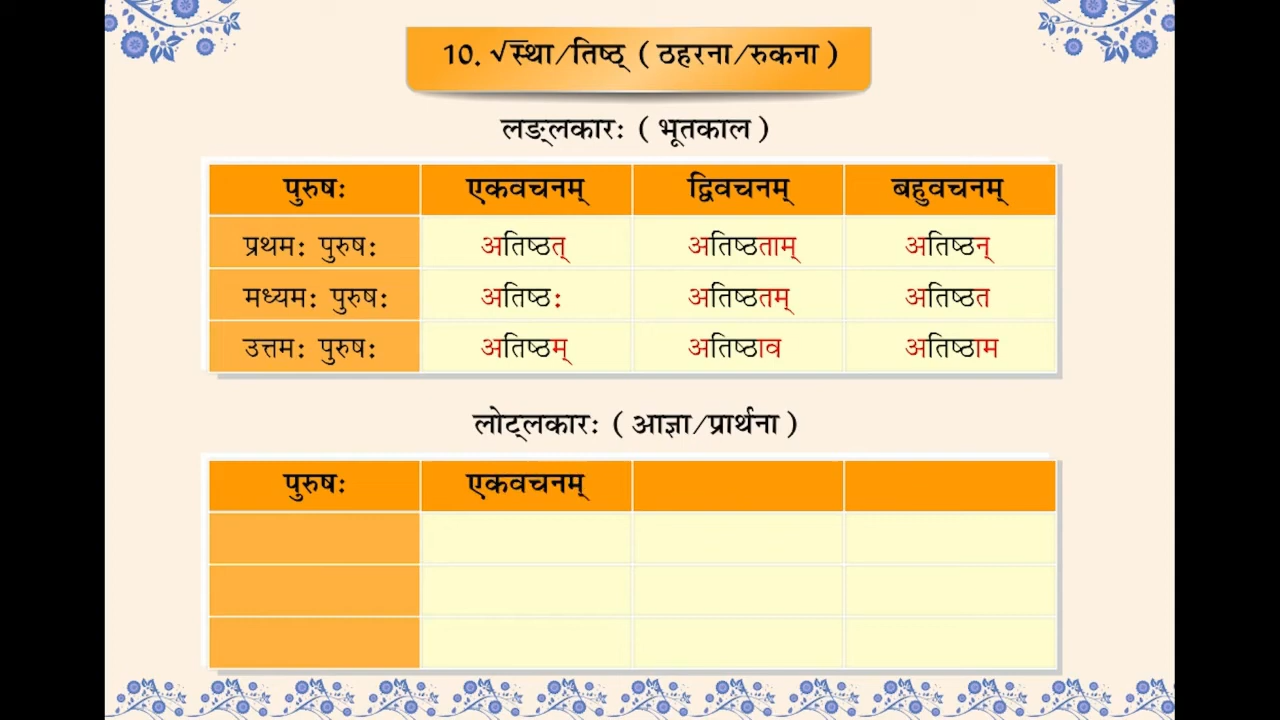 10. √स्था/तिष्ठ् ( ठहरना/रुकना )
लङ्लकारः ( भूतकाल )
पुरुषः एकवचनम् द्विवचनम् बहुवचनम्
प्रथमः पुरुषः अतिष्ठत् अतिष्ठताम् अतिष्ठन्
मध्यमः पुरुषः अतिष्ठः अतिष्ठतम् अतिष्ठत
उत्तमः पुरुषः अतिष्ठम् अतिष्ठाव अतिष्ठाम
लोट्लकारः ( आज्ञा/प्रार्थना )
पुरुषः एकवचनम्